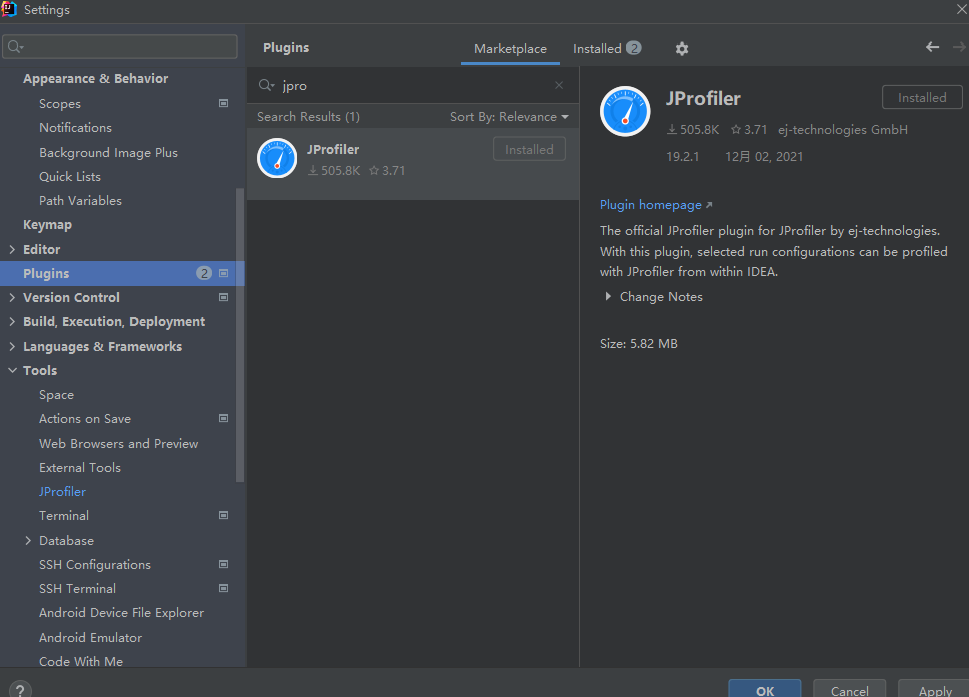 Settings
Appearance & Behavior
Scopes
Notifications
Background Image Plus
Quick Lists
Path Variables
Keymap
Editor
Plugins 2
Version Control
Build, Execution, Deployment
Languages & Frameworks
Tools
Space
Actions on Save
Web Browsers and Preview
External Tools
JProfiler
Terminal
Database
SSH Configurations
SSH Terminal
Android Device File Explorer
Android Emulator
Code With Me
?
Plugins Marketplace Installed 2
jpro
Search Results (1) Sort By: Relevance
JProfiler Installed
505.8K 3.71
JProfiler Installed
505.8K 3.71 ej-technologies GmbH
19.2.1 12月 02, 2021
Plugin homepage
The official JProfiler plugin for JProfiler by ej-technologies.
With this plugin, selected run configurations can be profiled
with JProfiler from within IDEA.
Change Notes
Size: 5.82 MB
OK Cancel Apply